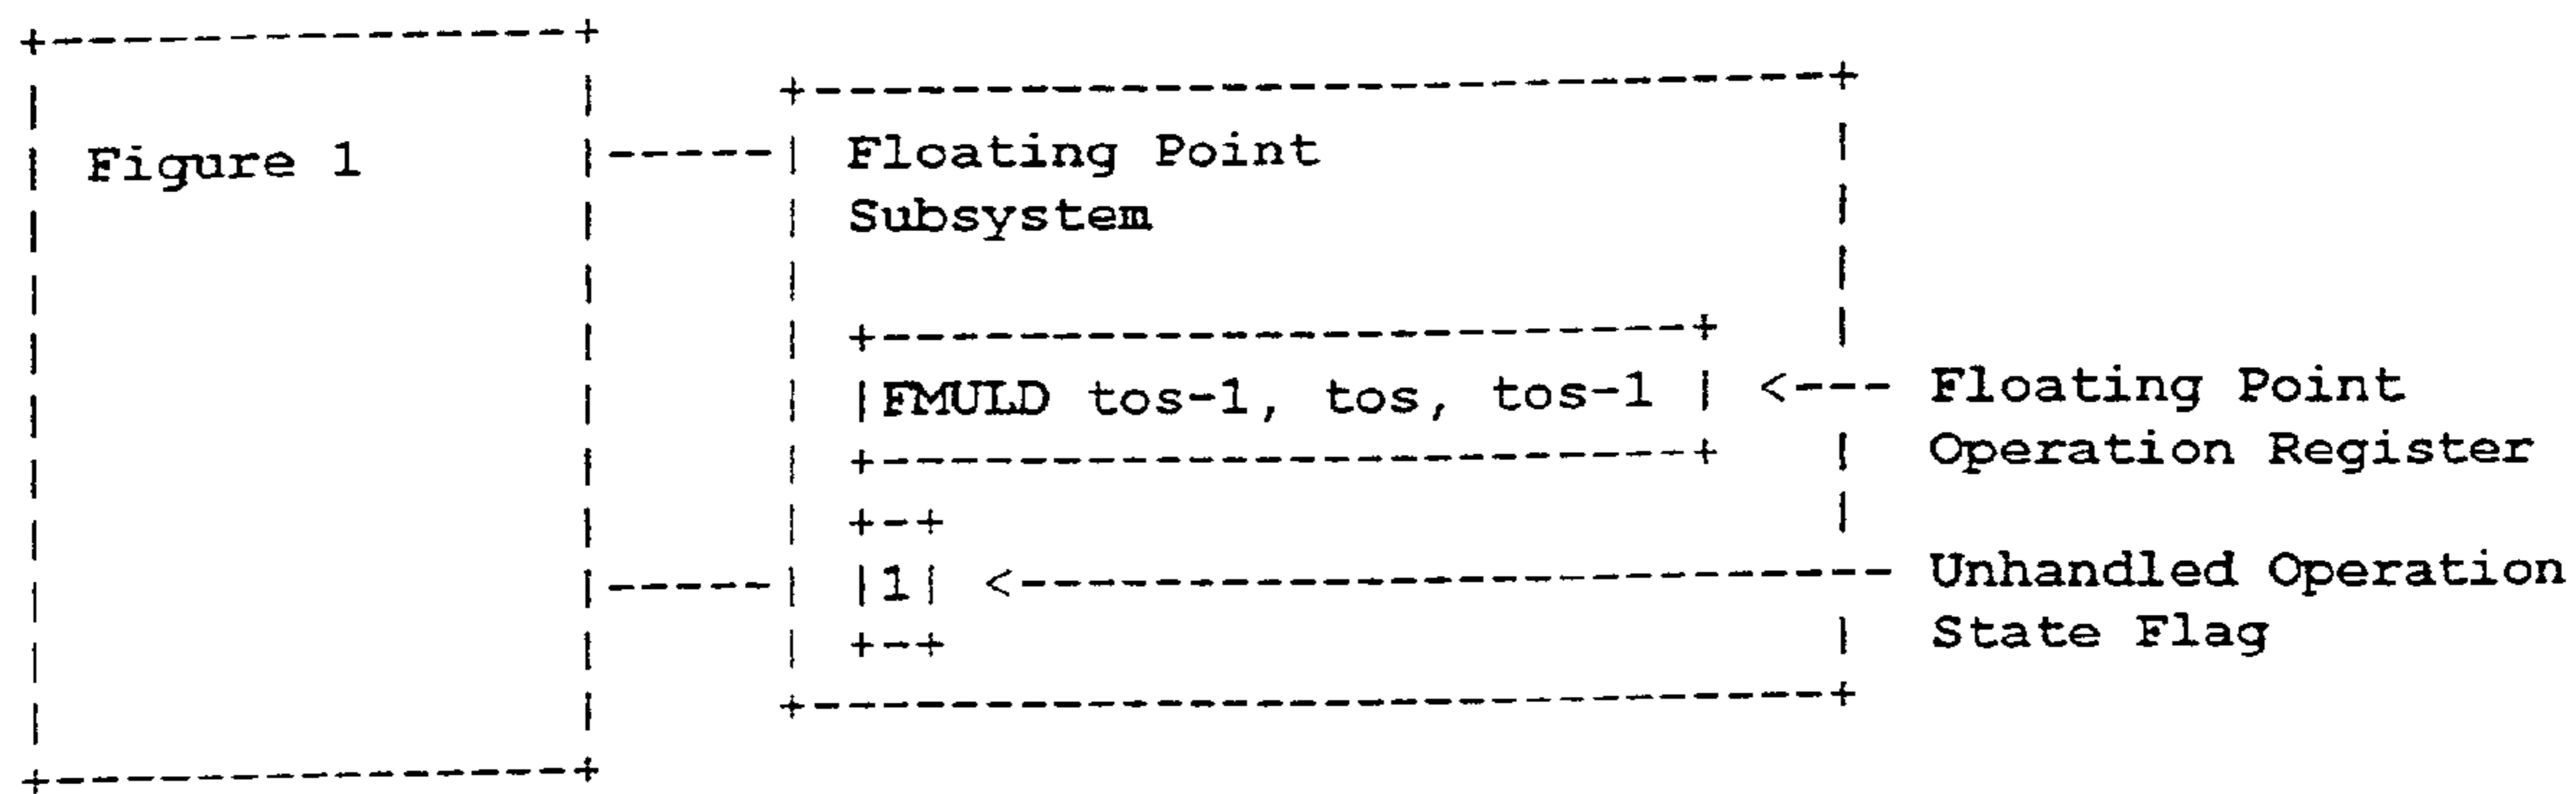 Figure 1
Floating Point
Subsystem
FMULD tos-1, tos, tos-1
<--- Floating Point
Operation Register
1
<--- Unhandled Operation
State Flag